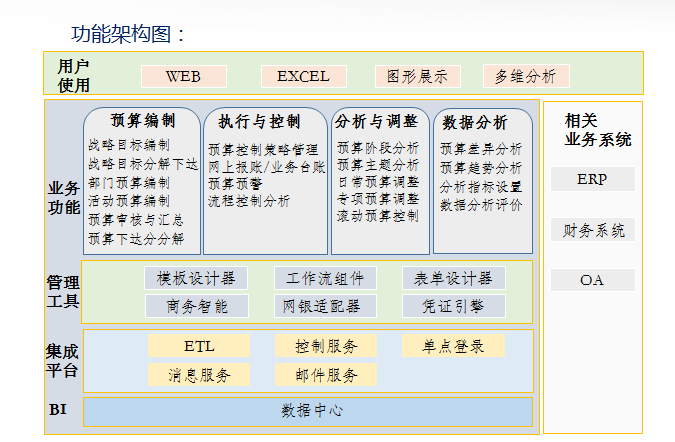 功能架构图：
用户
使用
WEB
EXCEL
图形展示
多维分析
业务
功能
预算编制
战略目标编制
战略目标分解下达
部门预算编制
活动预算编制
预算审核与汇总
预算下达分分解
执行与控制
预算控制策略管理
网上报账/业务台账
预算预警
流程控制分析
分析与调整
预算阶段分析
预算主题分析
日常预算调整
专项预算调整
滚动预算控制
数据分析
预算差异分析
预算趋势分析
分析指标设置
数据分析评价
管理
工具
模板设计器
工作流组件
表单设计器
商务智能
网银适配器
凭证引擎
集成
平台
ETL
控制服务
单点登录
消息服务
邮件服务
BI
数据中心
相关
业务系统
ERP
财务系统
OA